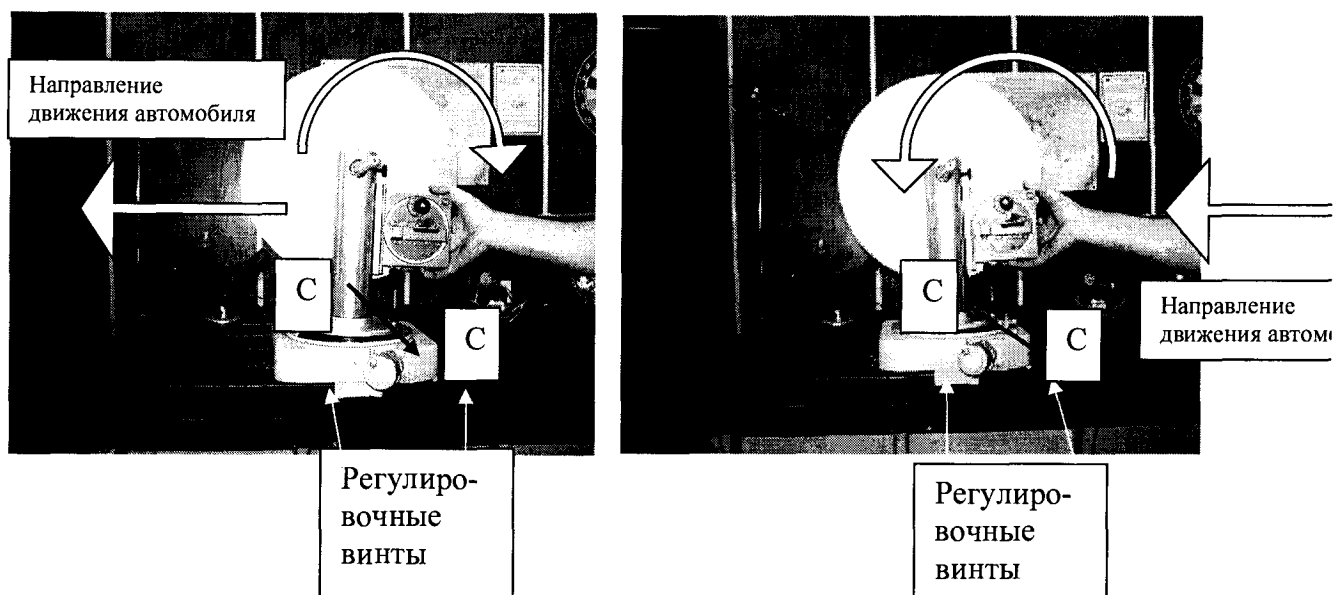 Направление
движения автомобиля
С
С
Регулиро-
вочные
винты
С
С
Направление
движения автом
Регулиро-
вочные
винты